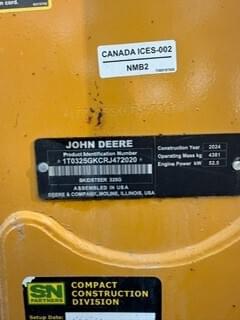 CANADA ICES-002
NMB2
JOHN DEERE
Product Identification Number
*1T0325GKCRJ472020*
SKIDSTEER 325G
ASSEMBLED IN USA
DEERE & COMPANY, MOLINE, ILLINOIS, USA
Construction Year 2024
Operating Mass kg 4381
Engine Power kW 52.5
SN
PARTNERS
COMPACT
CONSTRUCTION
DIVISION
Setup Date: